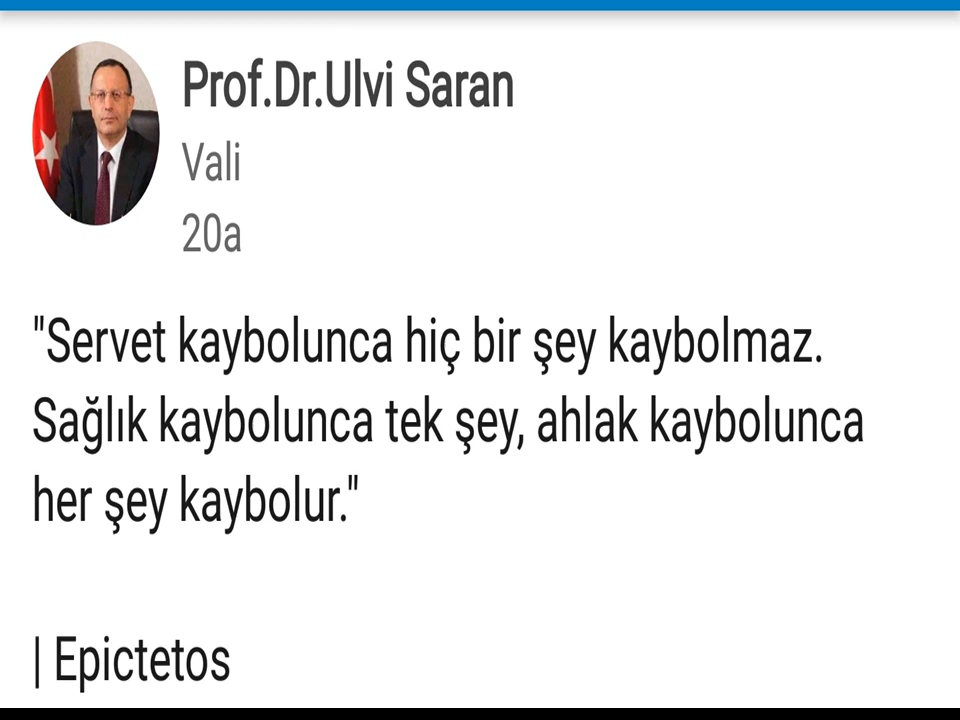 Prof.Dr.Ulvi Saran
Vali
20a
"Servet kaybolunca hiç bir şey kaybolmaz.
Sağlık kaybolunca tek şey, ahlak kaybolunca
her şey kaybolur."
| Epictetos